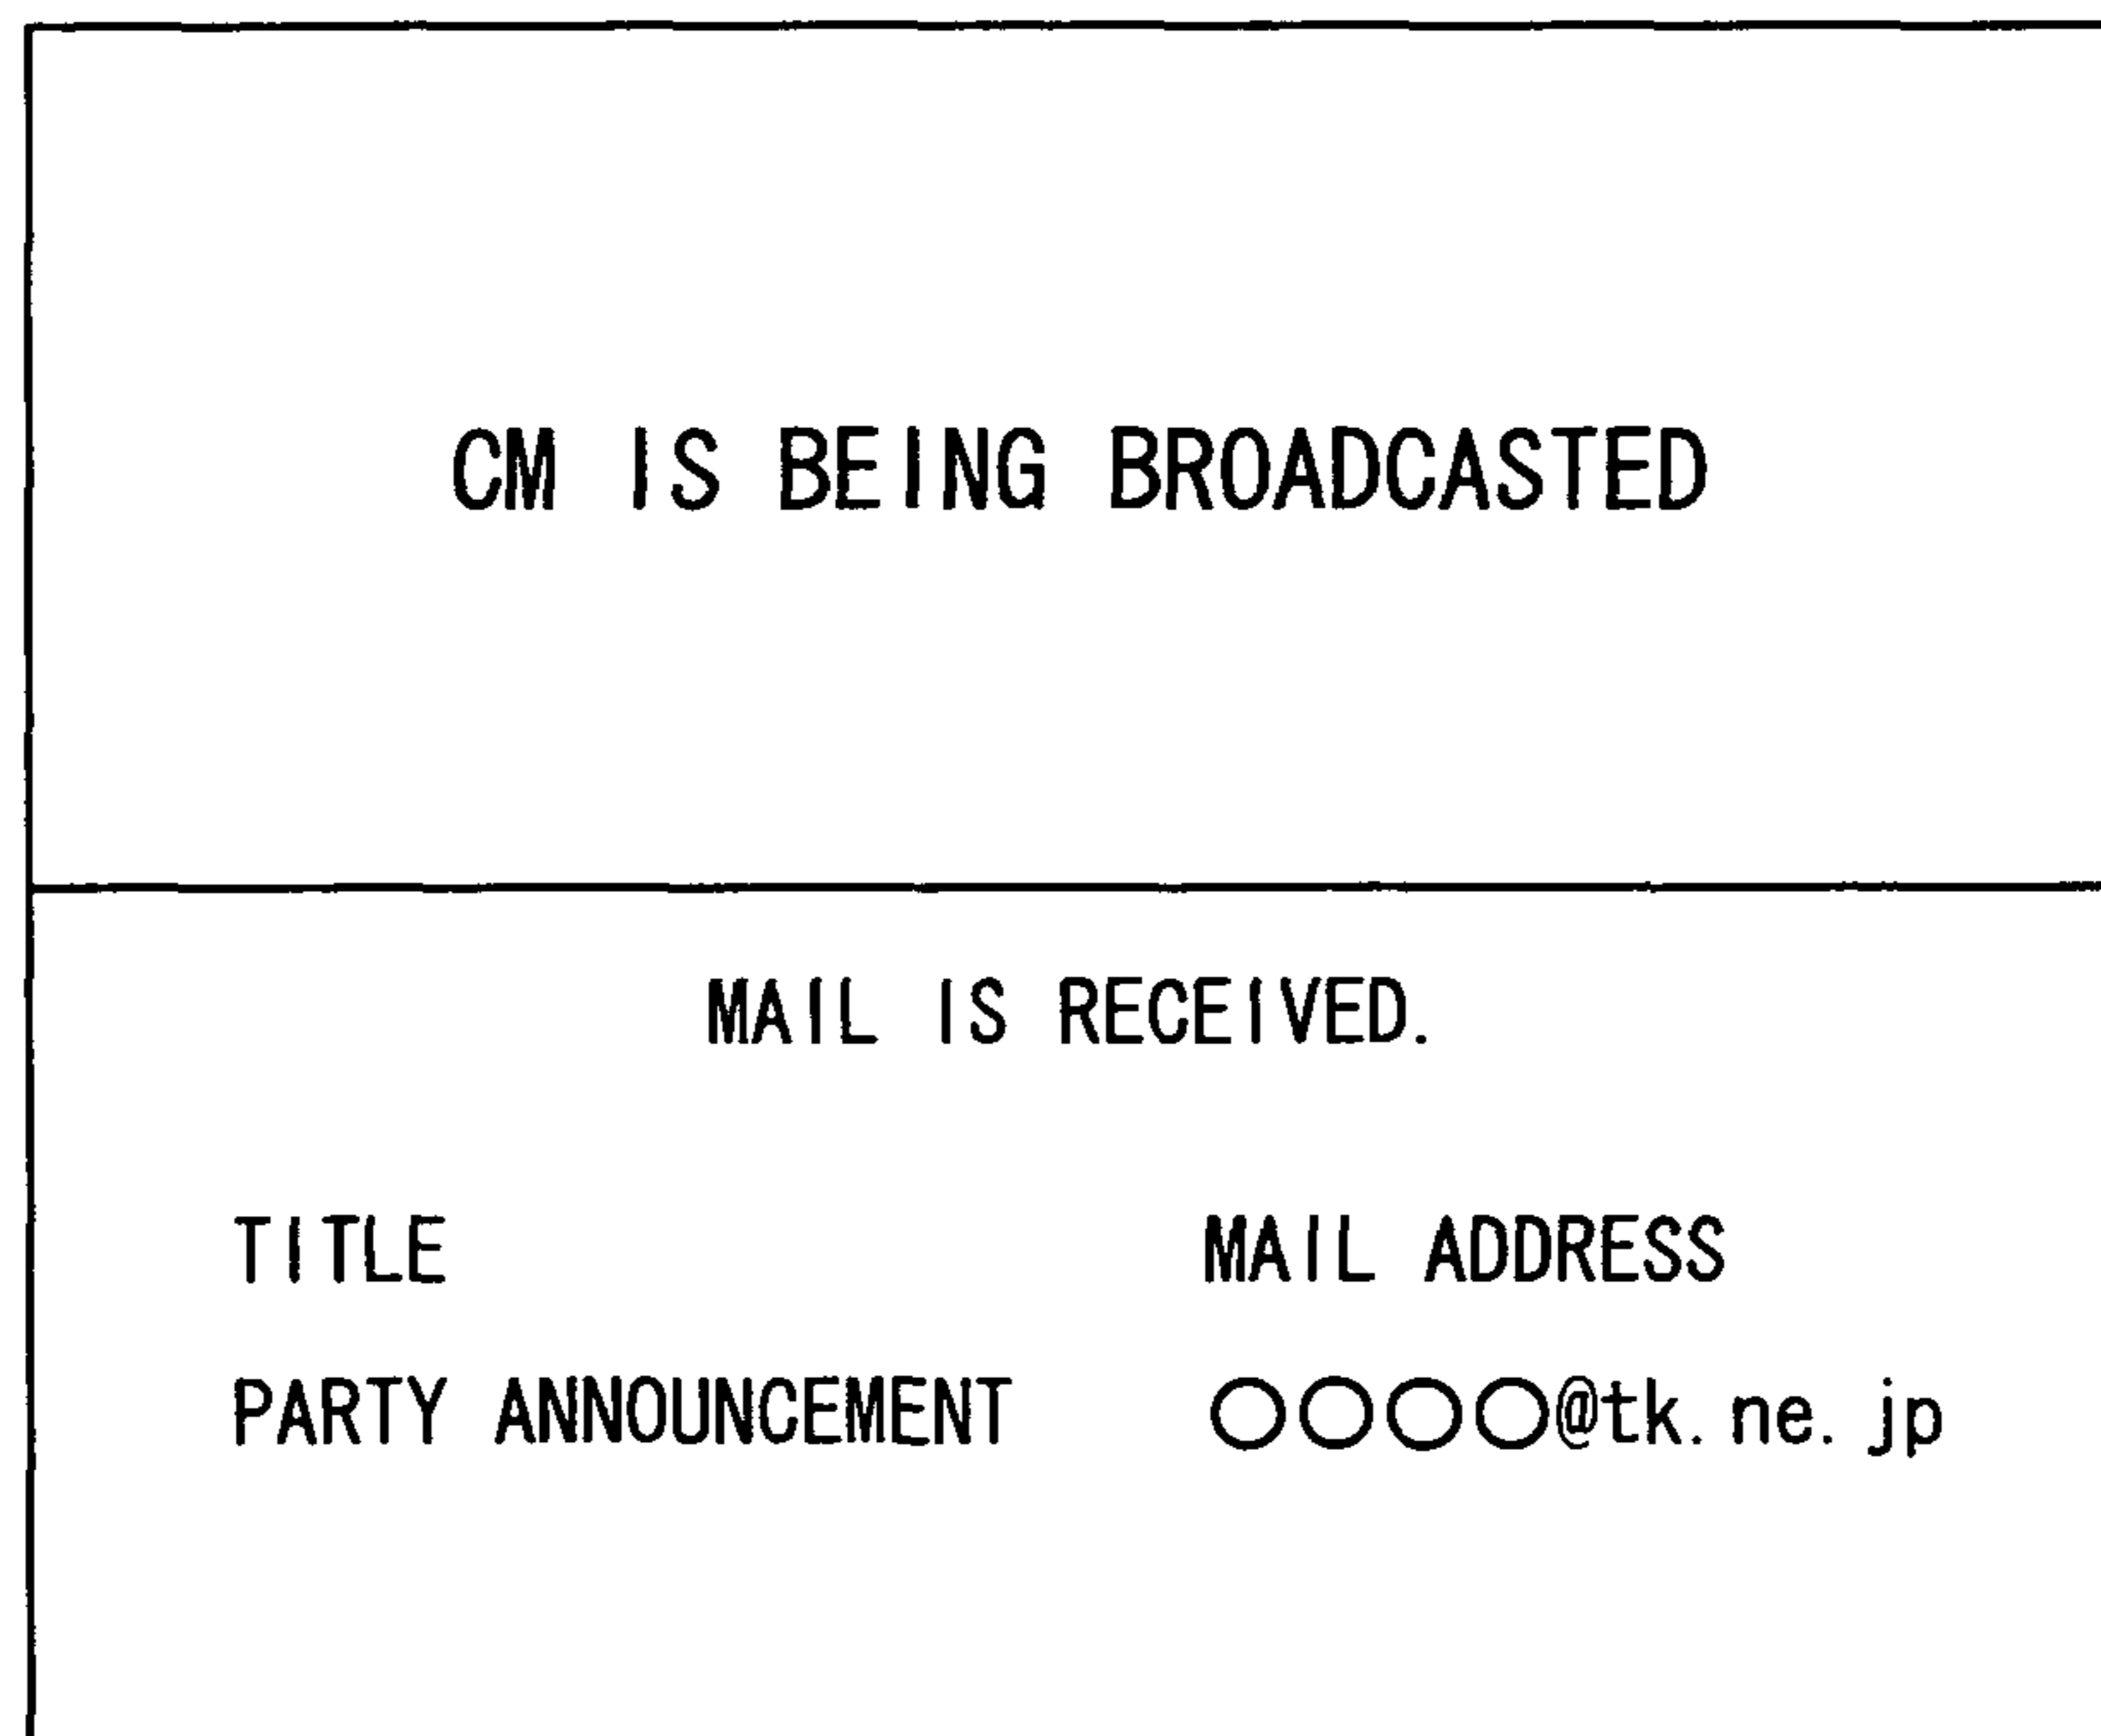 CM IS BEING BROADCASTED
MAIL IS RECEIVED.
TITLE MAIL ADDRESS
PARTY ANNOUNCEMENT ○○○○@tk.ne.jp